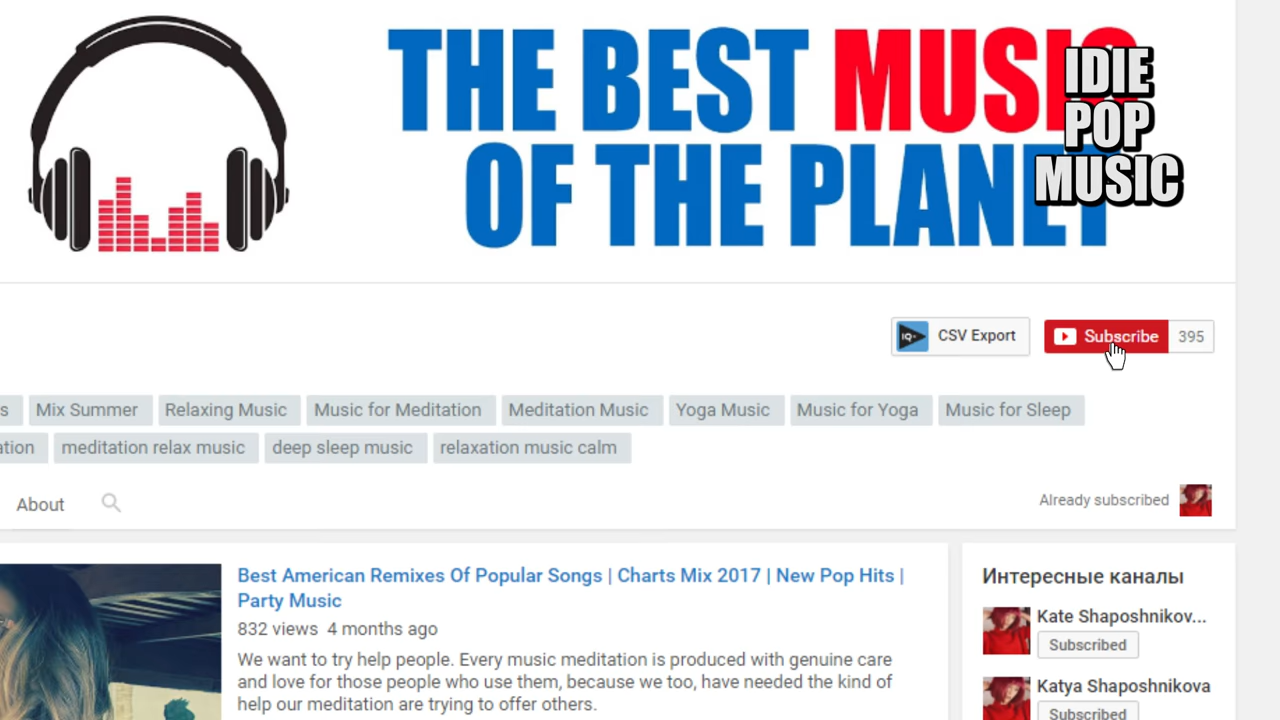 THE BEST MUSIC
OF THE PLANET
IDIE
POP
MUSIC
IQ
CSV Export
Subscribe
395
s
Mix Summer
Relaxing Music
Music for Meditation
Meditation Music
Yoga Music
Music for Yoga
Music for Sleep
ation
meditation relax music
deep sleep music
relaxation music calm
About
Already subscribed
Best American Remixes Of Popular Songs | Charts Mix 2017 | New Pop Hits |
Party Music
832 views 4 months ago
We want to try help people. Every music meditation is produced with genuine care
and love for those people who use them, because we too, have needed the kind of
help our meditation are trying to offer others.
Интересные каналы
Kate Shaposhnikov...
Subscribed
Katya Shaposhnikova
Subscribed